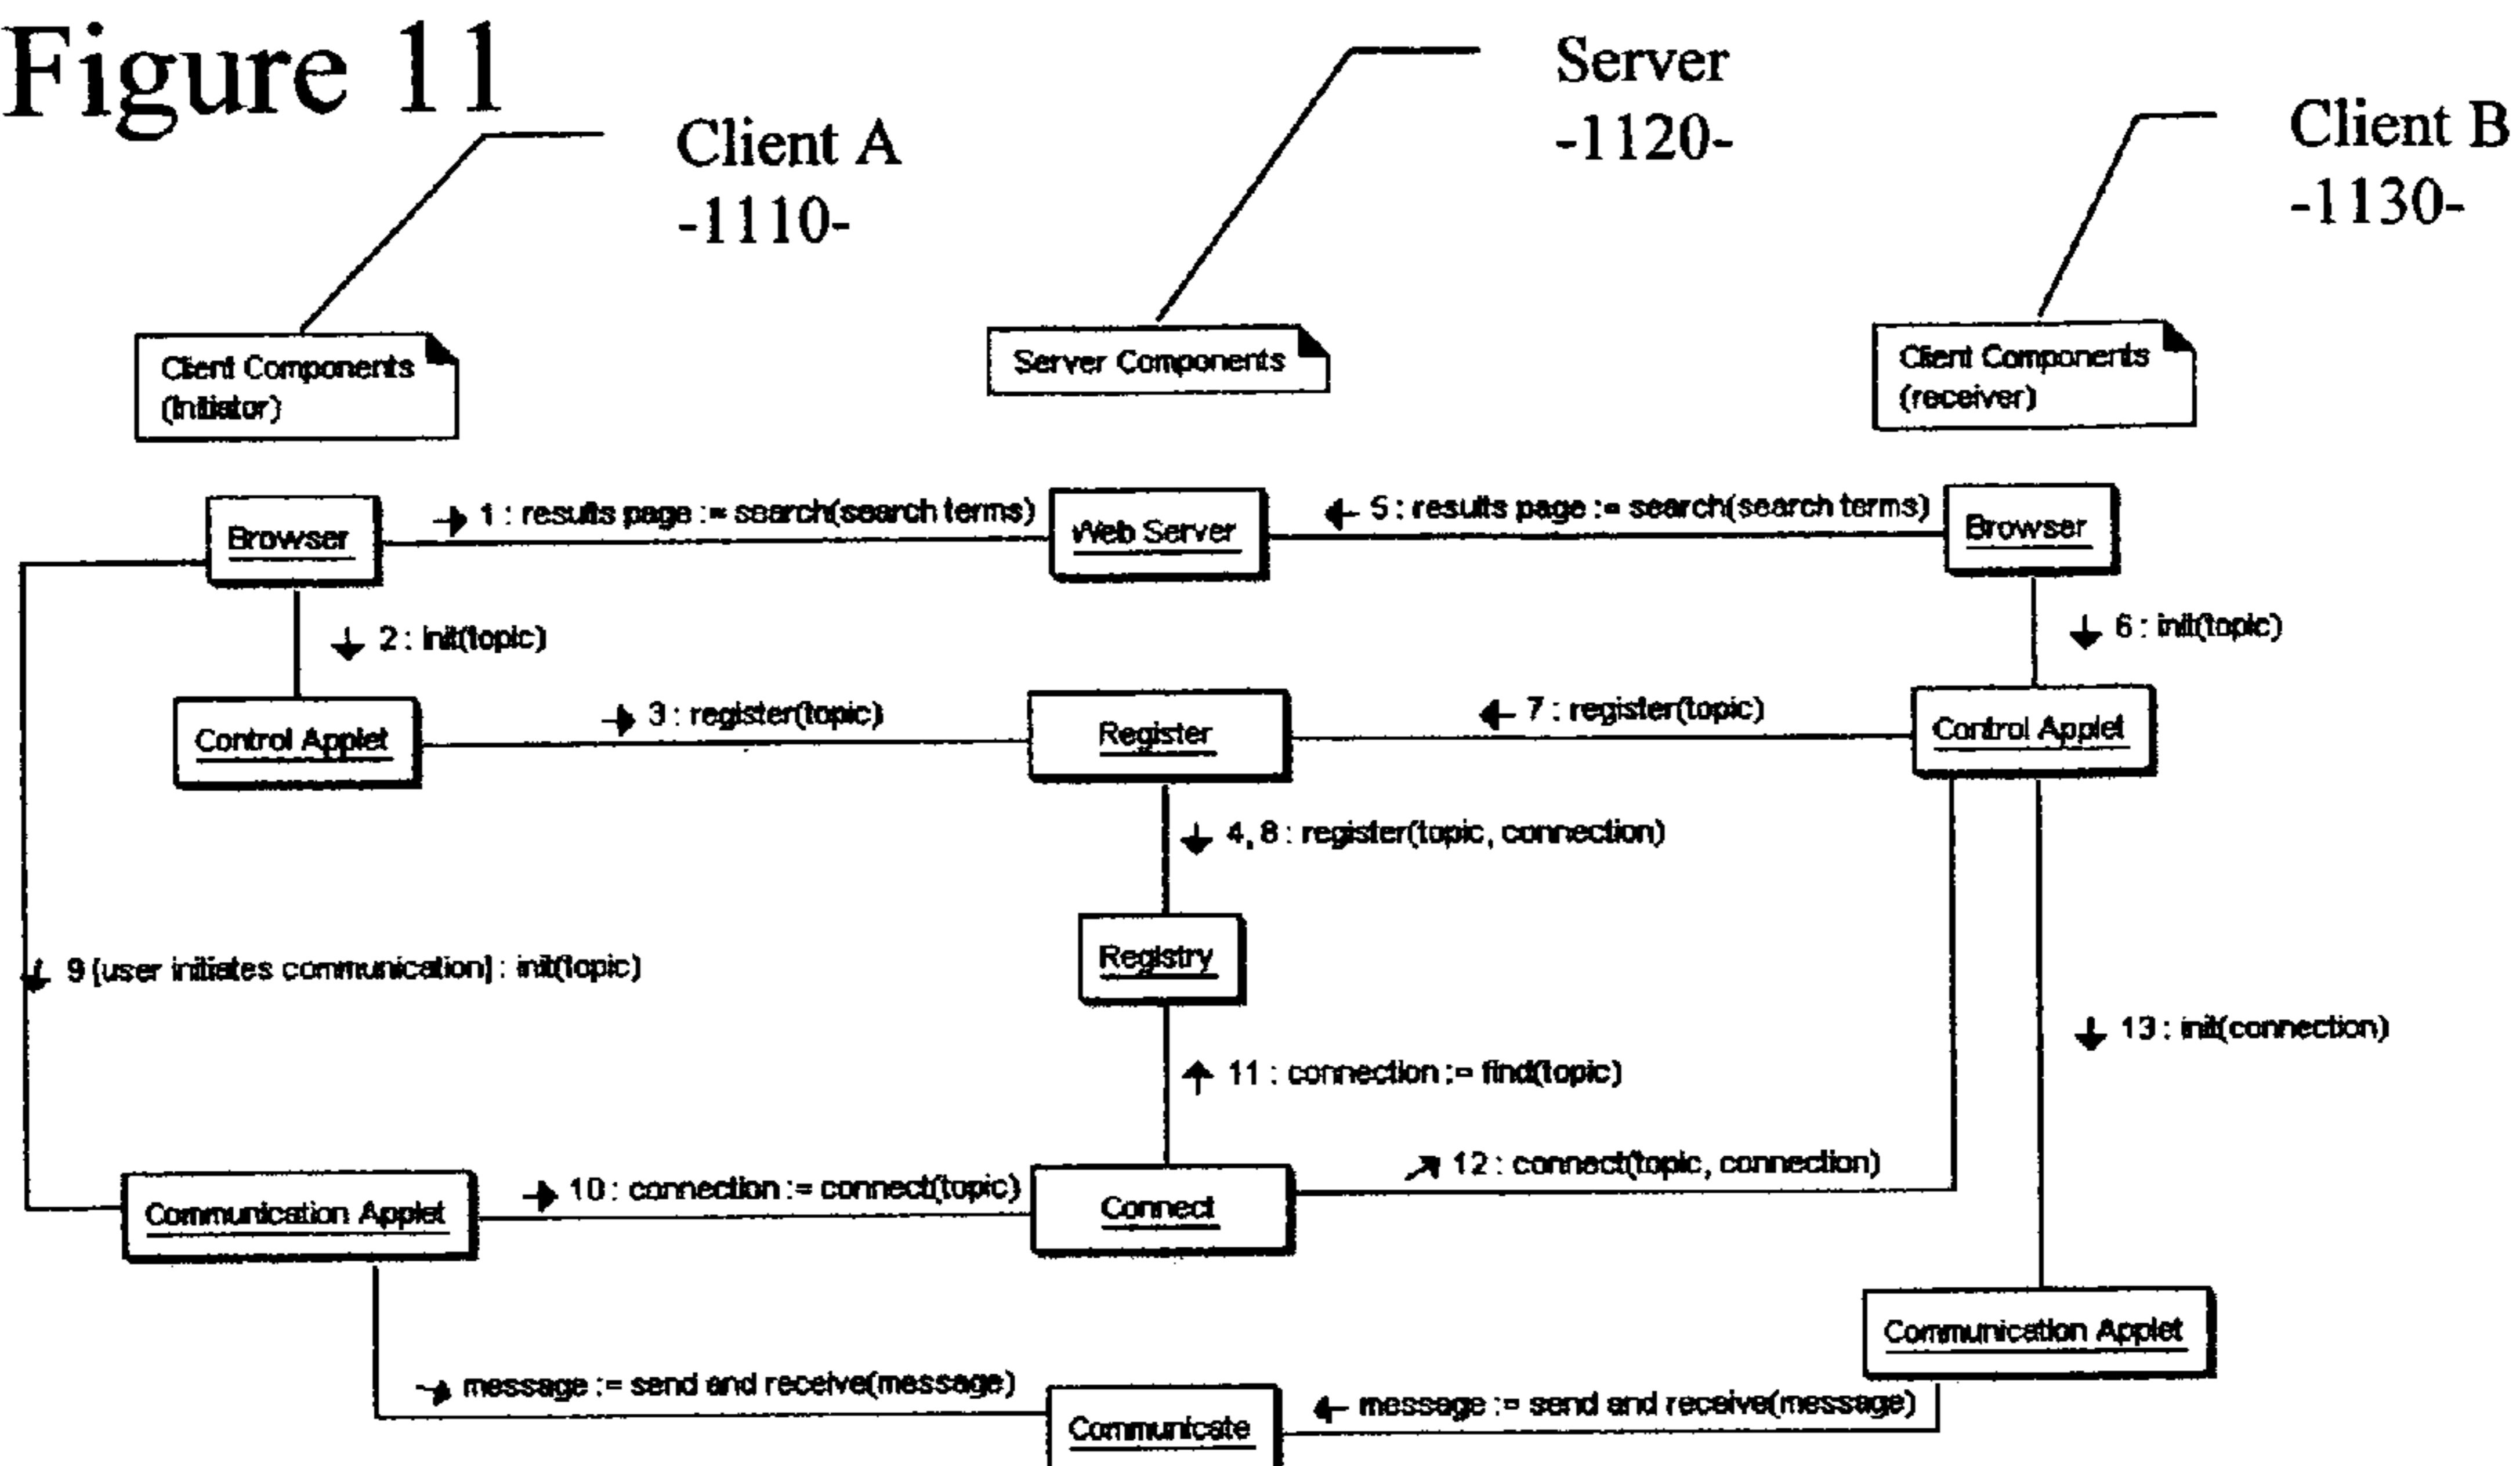 Figure 11
Client A
-1110-
Server
-1120-
Client B
-1130-
Client Components
(Initiator)
Server Components
Client Components
(receiver)
Browser
1 : results page := search(search terms)
Web Server
5 : results page := search(search terms)
Browser
2 : init(topic)
6 : init(topic)
Control Applet
3 : register(topic)
Register
7 : register(topic)
Control Applet
4, 8 : register(topic, connection)
Registry
9 [user initiates communication] : init(topic)
13 : init(connection)
11 : connection := find(topic)
Communication Applet
10 : connection := connect(topic)
Connect
12 : connect(topic, connection)
Communication Applet
message := send and receive(message)
Communicate
message := send and receive(message)